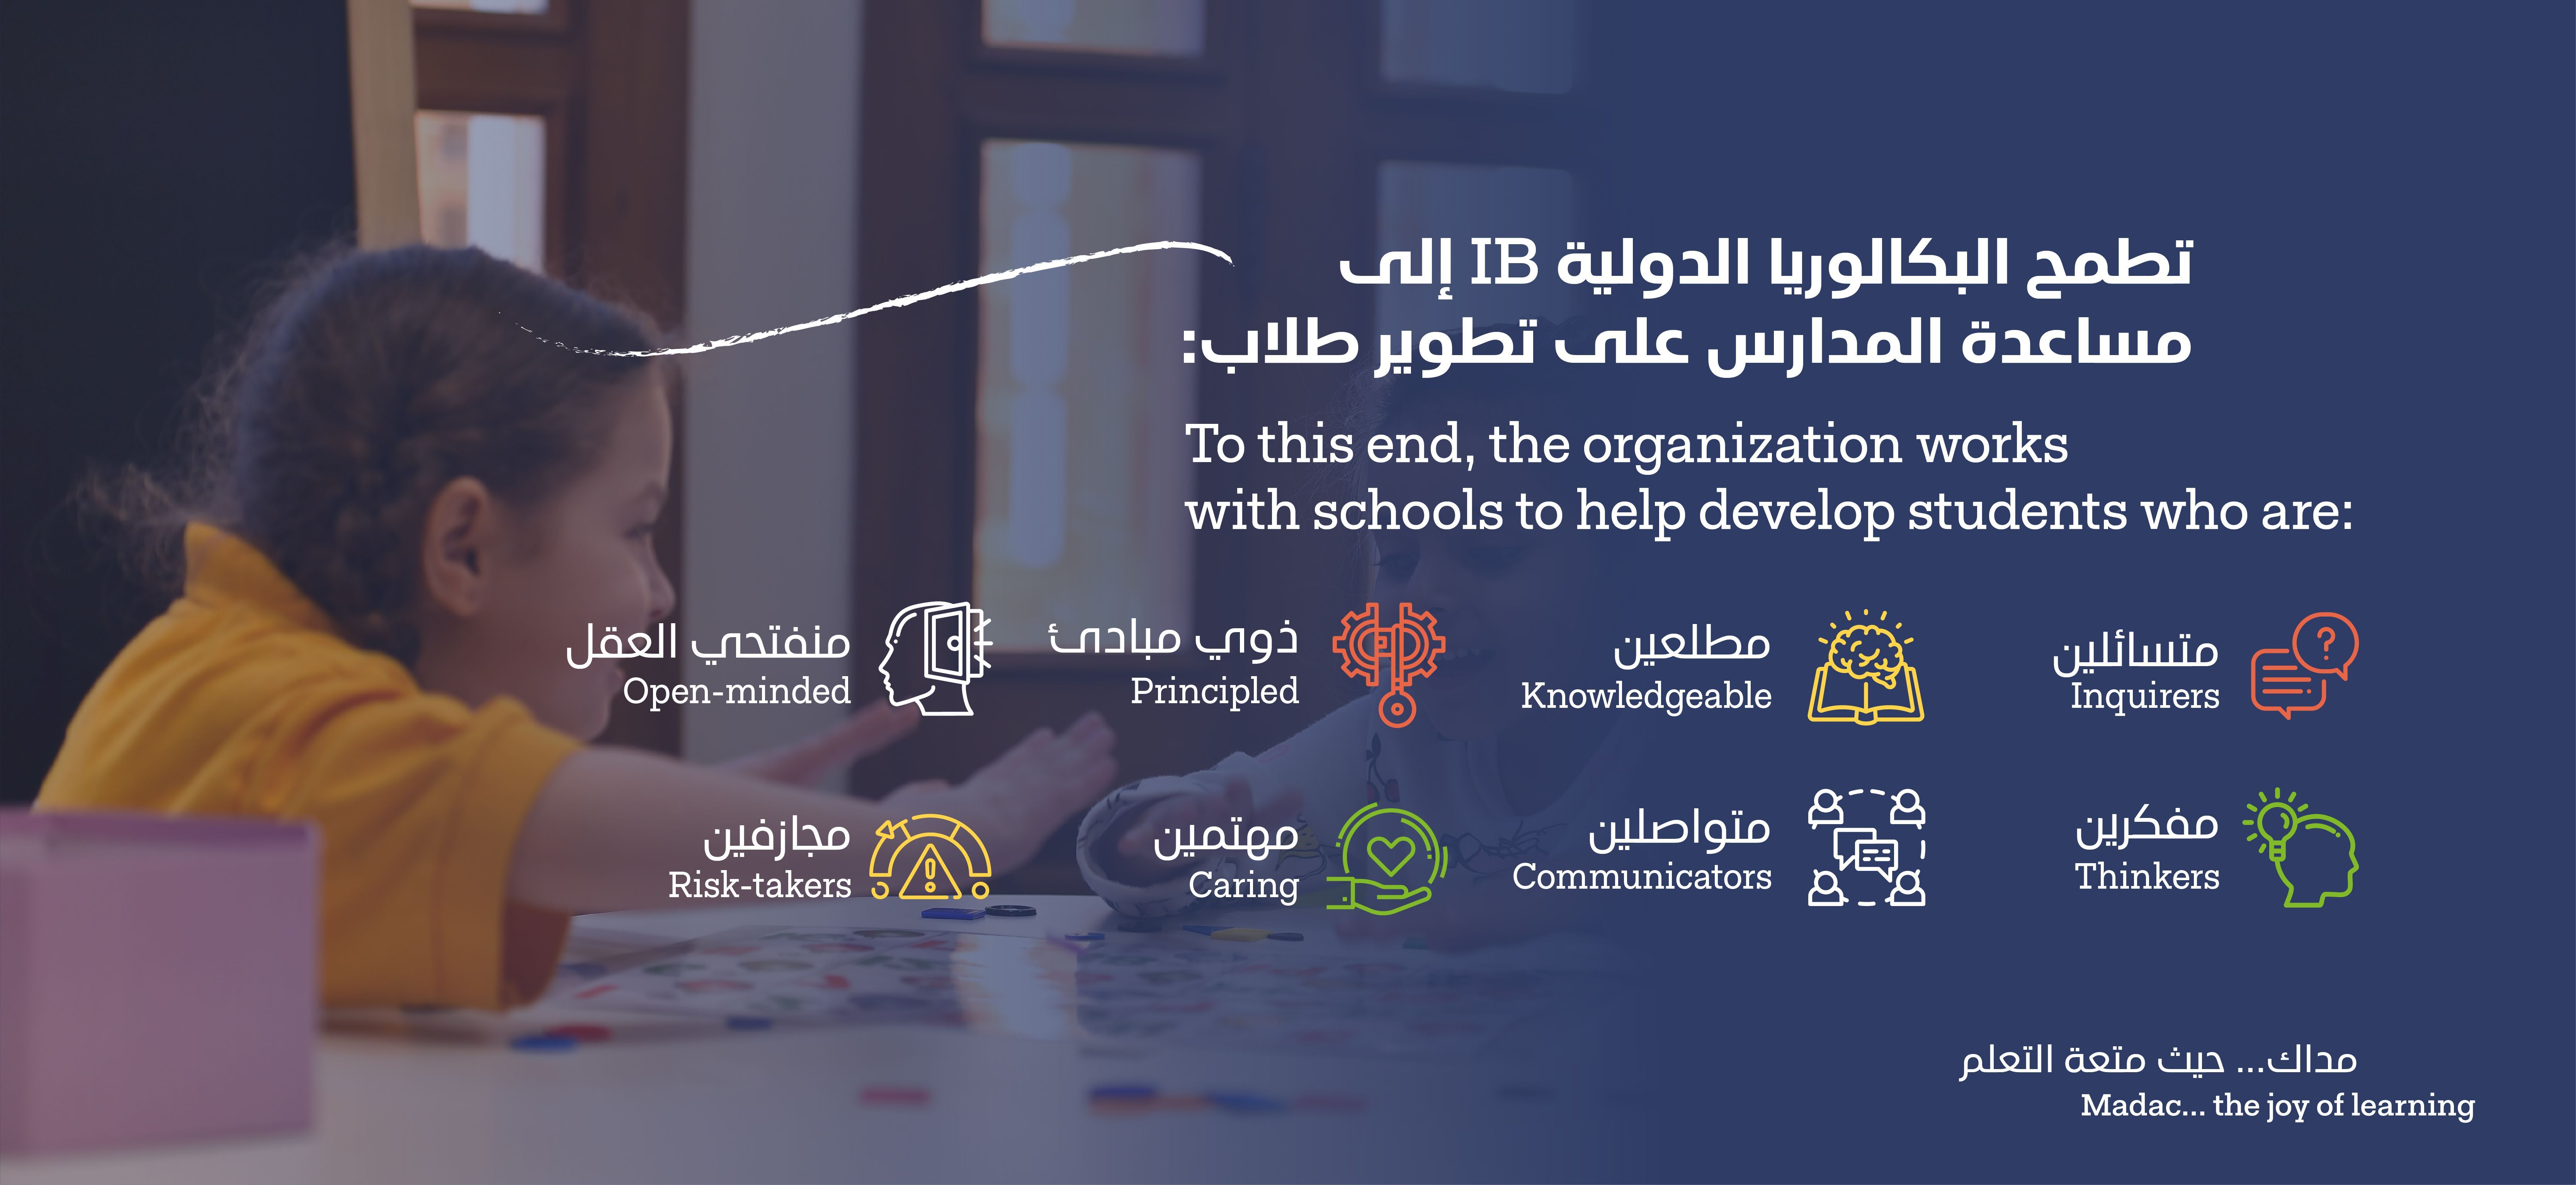 تطمح البكالوريا الدولية IB إلى
مساعدة المدارس على تطوير طلاب:
To this end, the organization works
with schools to help develop students who are:
متسائلين
Inquirers
مطلعين
Knowledgeable
ذوي مبادئ
Principled
منفتحي العقل
Open-minded
مفكرين
Thinkers
متواصلين
Communicators
مهتمين
Caring
مجازفين
Risk-takers
مداك... حيث متعة التعلم
Madac... the joy of learning